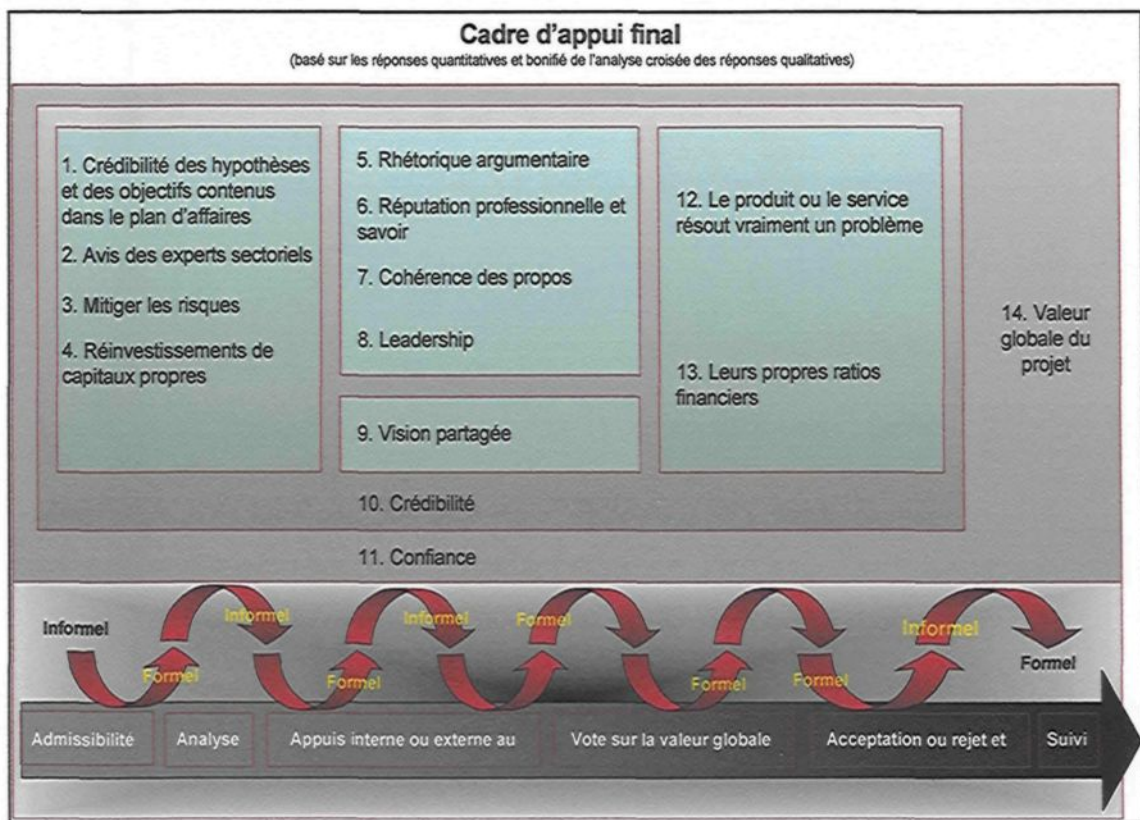 Cadre d'appui final
(basé sur les réponses quantitatives et bonifié de l'analyse croisée des réponses qualitatives)
1. Crédibilité des hypothèses
et des objectifs contenus
dans le plan d'affaires
2. Avis des experts sectoriels
3. Mitiger les risques
4. Réinvestissements de
capitaux propres
5. Rhétorique argumentaire
6. Réputation professionnelle et
savoir
7. Cohérence des propos
8. Leadership
9. Vision partagée
12. Le produit ou le service
résout vraiment un problème
13. Leurs propres ratios
financiers
14. Valeur
globale du
projet
10. Crédibilité
11. Confiance
Informel
Formel
Informel
Formel
Informel
Formel
Formel
Formel
Informel
Formel
Admissibilité
Analyse
Appuis interne ou externe au
Vote sur la valeur globale
Acceptation ou rejet et
Suivi